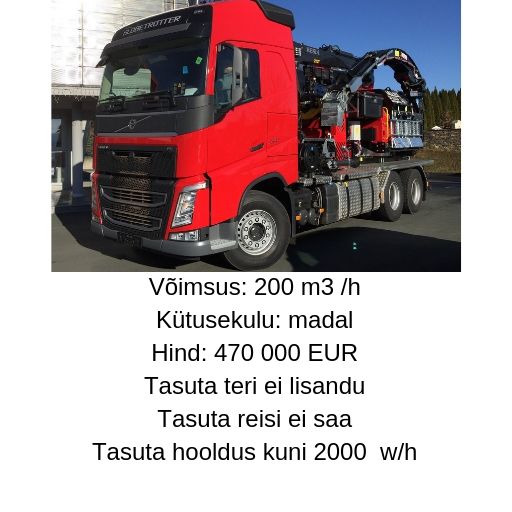 GLOBETROTTER
Võimsus: 200 m3 /h
Kütusekulu: madal
Hind: 470 000 EUR
Tasuta teri ei lisandu
Tasuta reisi ei saa
Tasuta hooldus kuni 2000  w/h